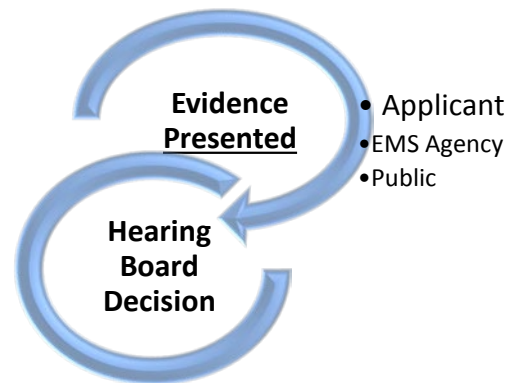 Evidence
Presented
• Applicant
•EMS Agency
•Public
Hearing
Board
Decision